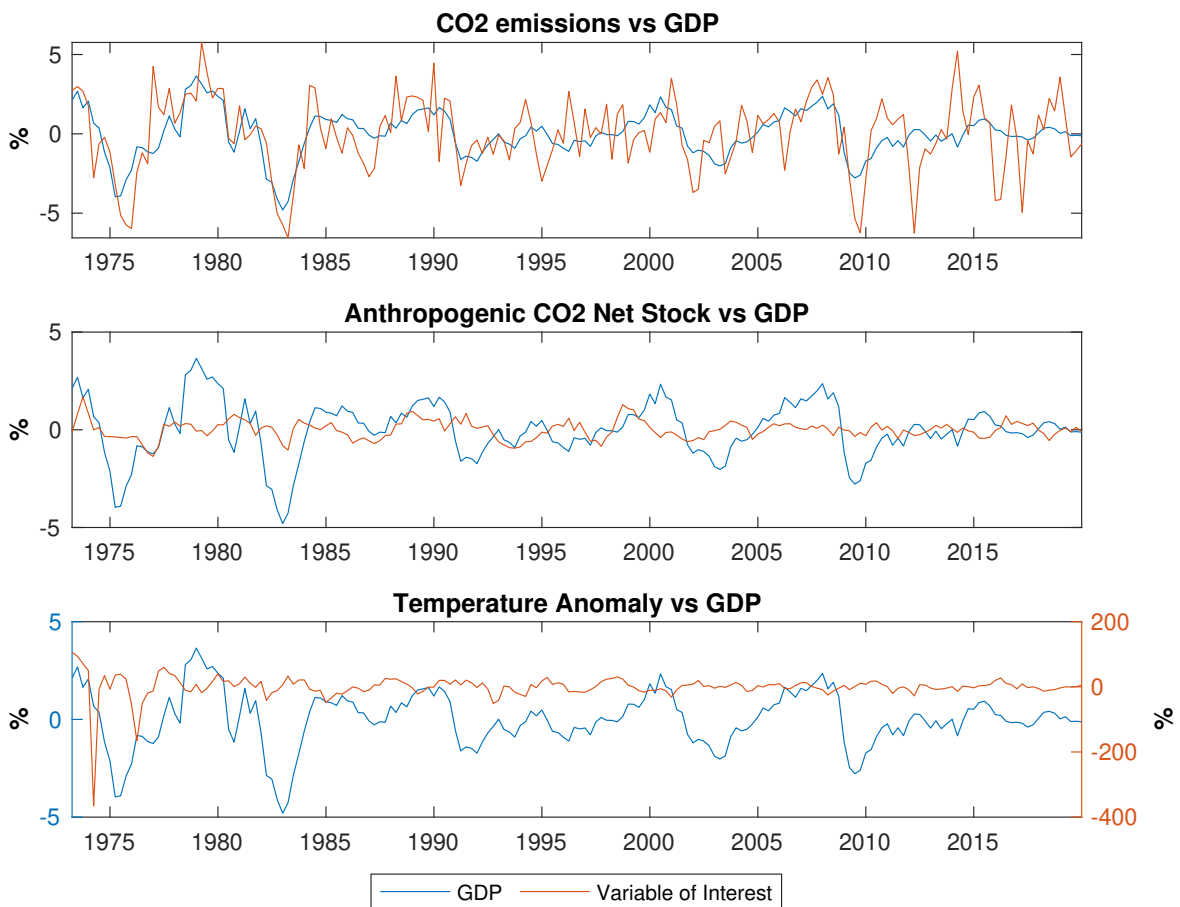 CO2 emissions vs GDP
5
0
-5
%
1975 1980 1985 1990 1995 2000 2005 2010 2015
Anthropogenic CO2 Net Stock vs GDP
5
0
-5
%
1975 1980 1985 1990 1995 2000 2005 2010 2015
Temperature Anomaly vs GDP
5
0
-5
%
200
0
-200
-400
%
1975 1980 1985 1990 1995 2000 2005 2010 2015
GDP Variable of Interest